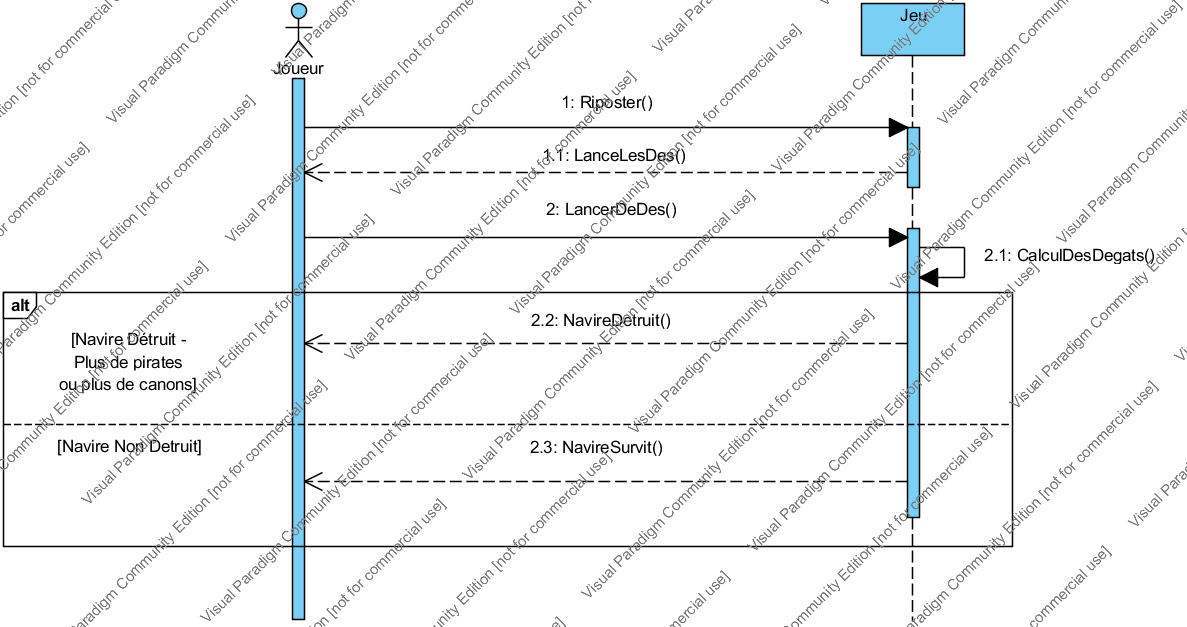 Joueur
Jeu
1: Riposter()
1.1: LanceLesDes()
2: LancerDeDes()
2.1: CalculDesDegats()
alt
2.2: NavireDetruit()
[Navire Détruit -
Plus de pirates
ou plus de canons]
[Navire Non Detruit]
2.3: NavireSurvit()
Visual Paradigm Community Edition [not for commercial use]